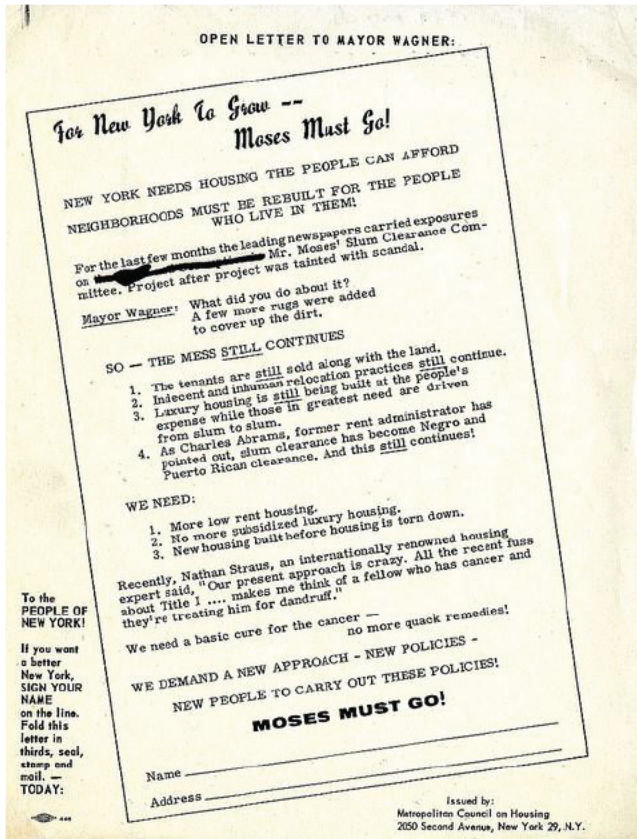 OPEN LETTER TO MAYOR WAGNER:
For New York To Grow --
Moses Must Go!
NEW YORK NEEDS HOUSING THE PEOPLE CAN AFFORD
NEIGHBORHOODS MUST BE REBUILT FOR THE PEOPLE
WHO LIVE IN THEM!
For the last few months the leading newspapers carried exposures
on Mr. Moses' Slum Clearance Com-
mittee. Project after project was tainted with scandal.
Mayor Wagner: What did you do about it?
A few more rugs were added
to cover up the dirt.
SO — THE MESS STILL CONTINUES
1. The tenants are still sold along with the land.
2. Indecent and inhuman relocation practices still continue.
3. Luxury housing is still being built at the people's
expense while those in greatest need are driven
from slum to slum.
4. As Charles Abrams, former rent administrator has
pointed out, slum clearance has become Negro and
Puerto Rican clearance. And this still continues!
WE NEED:
1. More low rent housing.
2. No more subsidized luxury housing.
3. New housing built before housing is torn down.
Recently, Nathan Straus, an internationally renowned housing
expert said, "Our present approach is crazy. All the recent fuss
about Title I .... makes me think of a fellow who has cancer and
they're treating him for dandruff."
We need a basic cure for the cancer —
no more quack remedies!
WE DEMAND A NEW APPROACH - NEW POLICIES -
NEW PEOPLE TO CARRY OUT THESE POLICIES!
MOSES MUST GO!
Name
Address
To the
PEOPLE OF
NEW YORK!
If you want
a better
New York,
SIGN YOUR
NAME
on the line.
Fold this
letter in
thirds, seal,
stamp and
mail. —
TODAY:
Issued by:
Metropolitan Council on Housing
2050 Second Avenue, New York 29, N.Y.